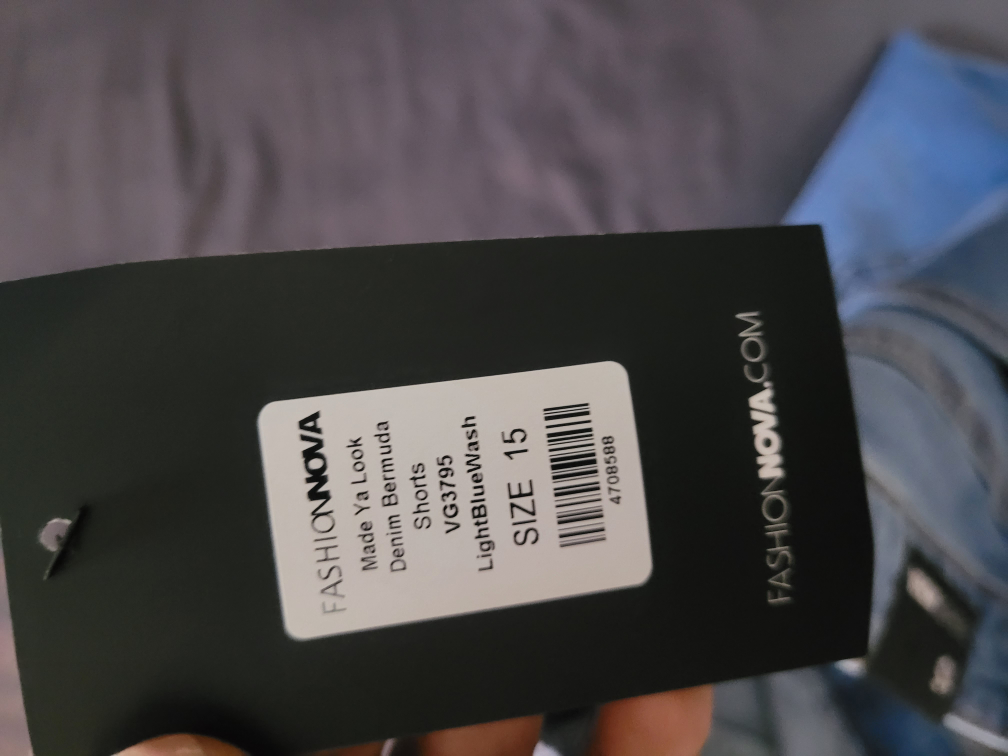 FASHIONNOVA
Made Ya Look
Denim Bermuda
Shorts
VG3795
LightBlueWash
SIZE 15
4708588
FASHIONNOVA.COM